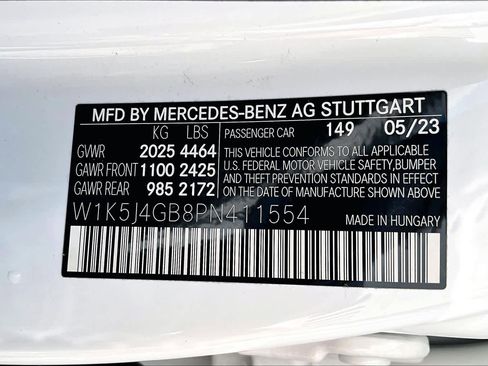 MFD BY MERCEDES-BENZ AG STUTTGART
KG LBS PASSENGER CAR 149 05/23
GVWR 2025 4464 THIS VEHICLE CONFORMS TO ALL APPLICABLE
GAWR FRONT 1100 2425 U.S. FEDERAL MOTOR VEHICLE SAFETY,BUMPER
GAWR REAR 985 2172 AND THEFT PREVENTION STANDARDS IN EFFECT
ON THE DATE OF MANUFACTURE SHOWN ABOVE.
W1K5J4GB8PN411554
MADE IN HUNGARY